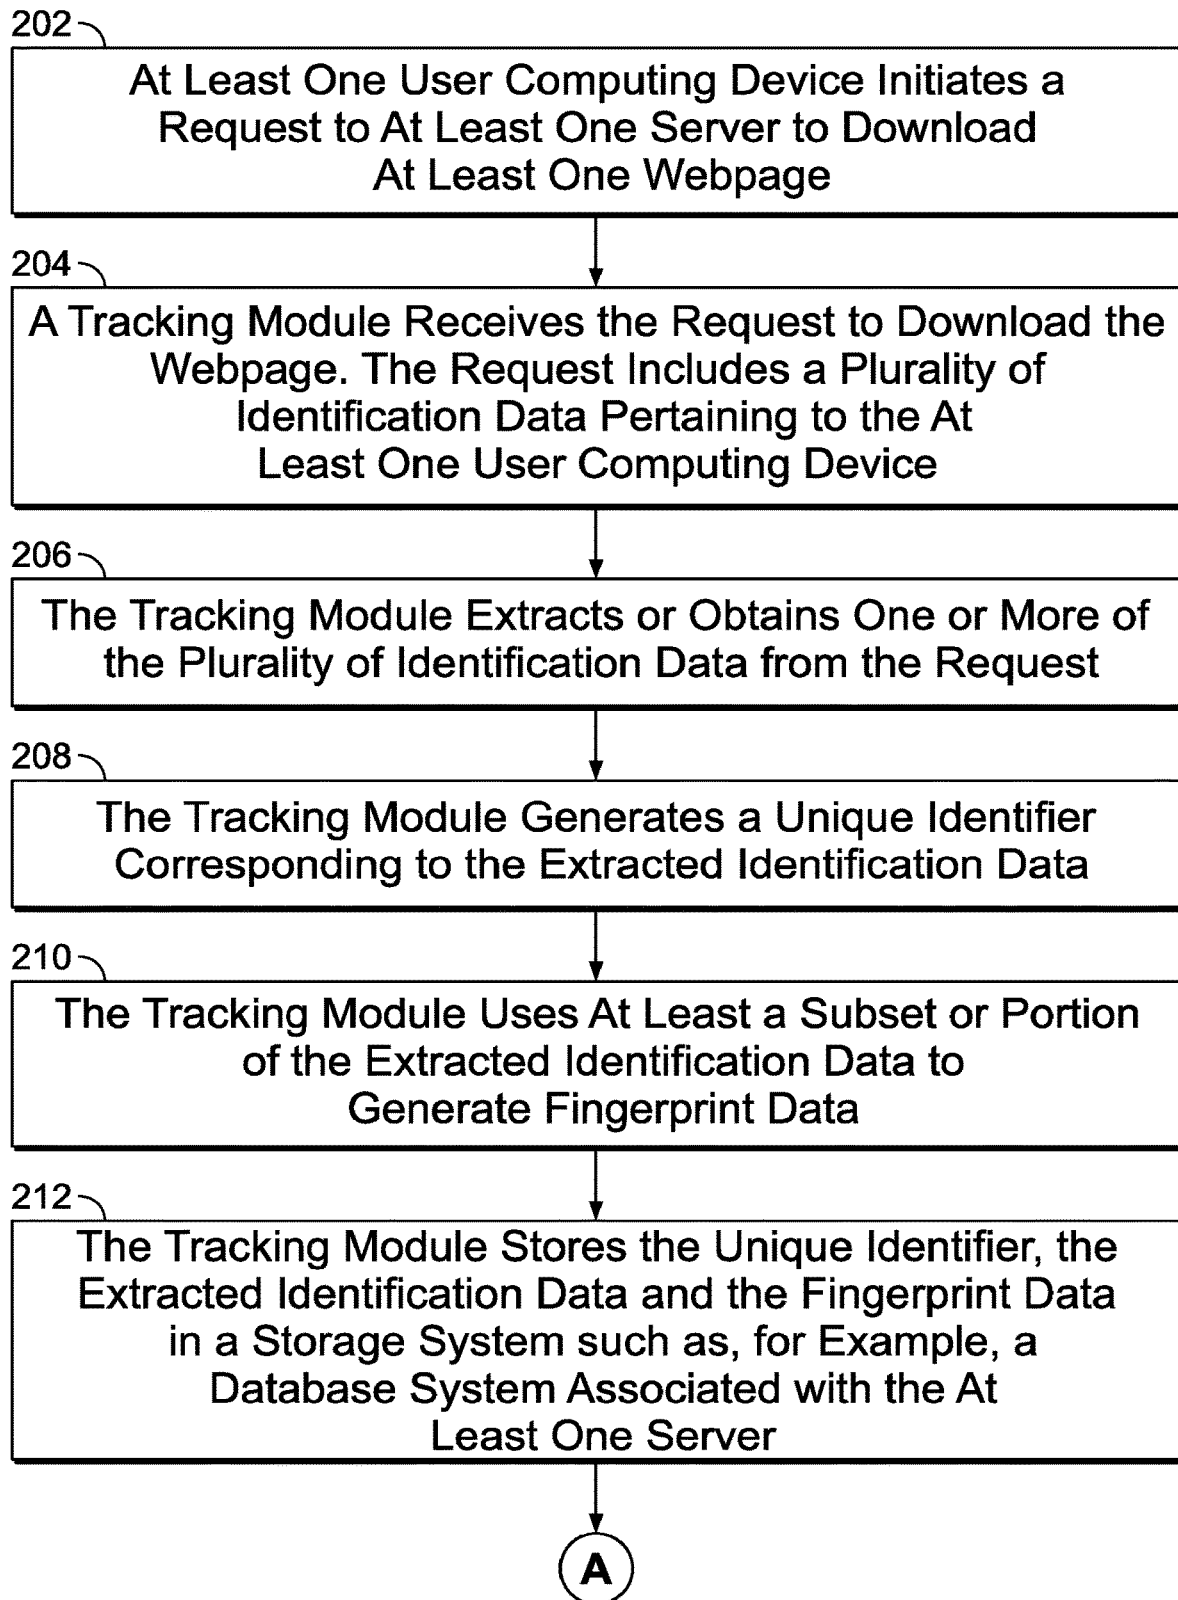 202
At Least One User Computing Device Initiates a
Request to At Least One Server to Download
At Least One Webpage
204
A Tracking Module Receives the Request to Download the
Webpage. The Request Includes a Plurality of
Identification Data Pertaining to the At
Least One User Computing Device
206
The Tracking Module Extracts or Obtains One or More of
the Plurality of Identification Data from the Request
208
The Tracking Module Generates a Unique Identifier
Corresponding to the Extracted Identification Data
210
The Tracking Module Uses At Least a Subset or Portion
of the Extracted Identification Data to
Generate Fingerprint Data
212
The Tracking Module Stores the Unique Identifier, the
Extracted Identification Data and the Fingerprint Data
in a Storage System such as, for Example, a
Database System Associated with the At
Least One Server
A